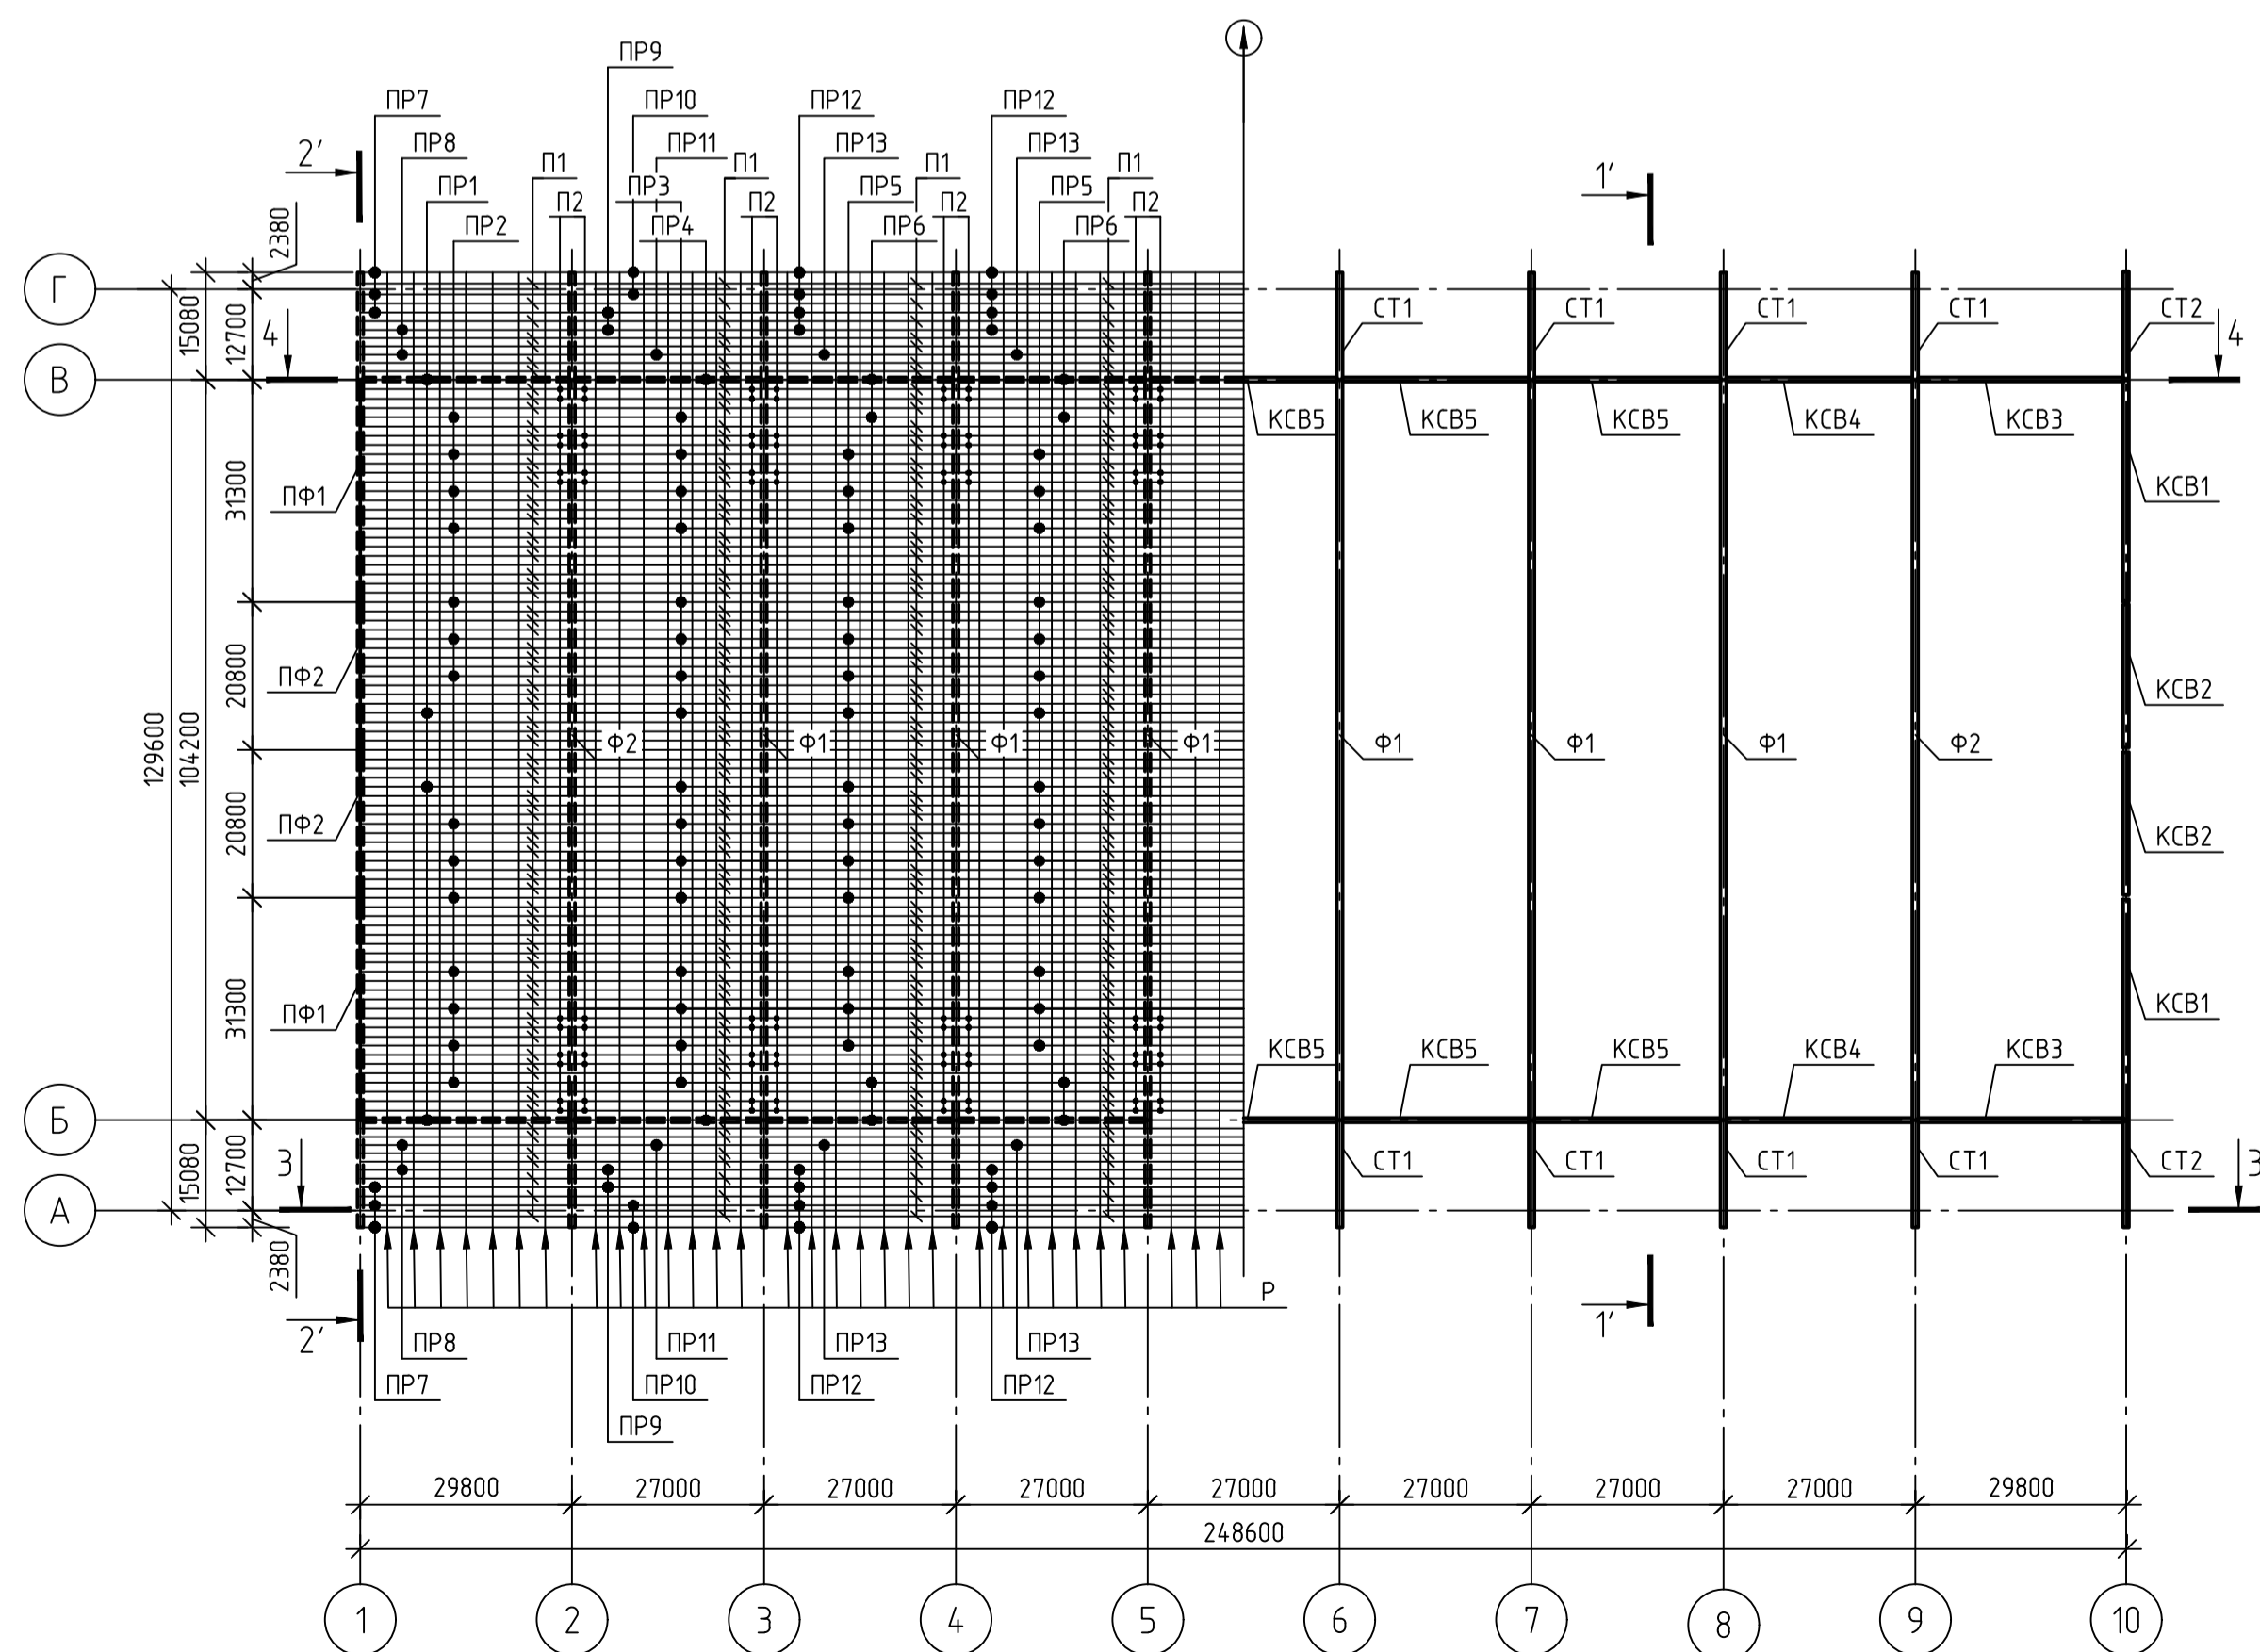 ПР9
ПР7 ПР10 ПР12 ПР12
ПР8 ПР11 ПР13 ПР13
2' П1 П1 П1 П1 1'
ПР1 ПР3 ПР5 ПР5
П2 П2 П2 П2
ПР2 ПР4 ПР6 ПР6
2380
Г
15080 12700
СТ1 СТ1 СТ1 СТ1 СТ2
4 4
В
КСВ5 КСВ5 КСВ5 КСВ4 КСВ3
31300
ПФ1 КСВ1
20800
ПФ2 КСВ2
129600 104200
Ф2 Ф1 Ф1 Ф1 Ф1 Ф1 Ф1 Ф2
20800
ПФ2 КСВ2
31300
ПФ1 КСВ1
КСВ5 КСВ5 КСВ5 КСВ4 КСВ3
Б
15080 12700
3 СТ1 СТ1 СТ1 СТ1 СТ2 3
А
2380
Р
2' 1'
ПР8 ПР11 ПР13 ПР13
ПР7 ПР10 ПР12 ПР12
ПР9
29800 27000 27000 27000 27000 27000 27000 27000 29800
248600
1 2 3 4 5 6 7 8 9 10